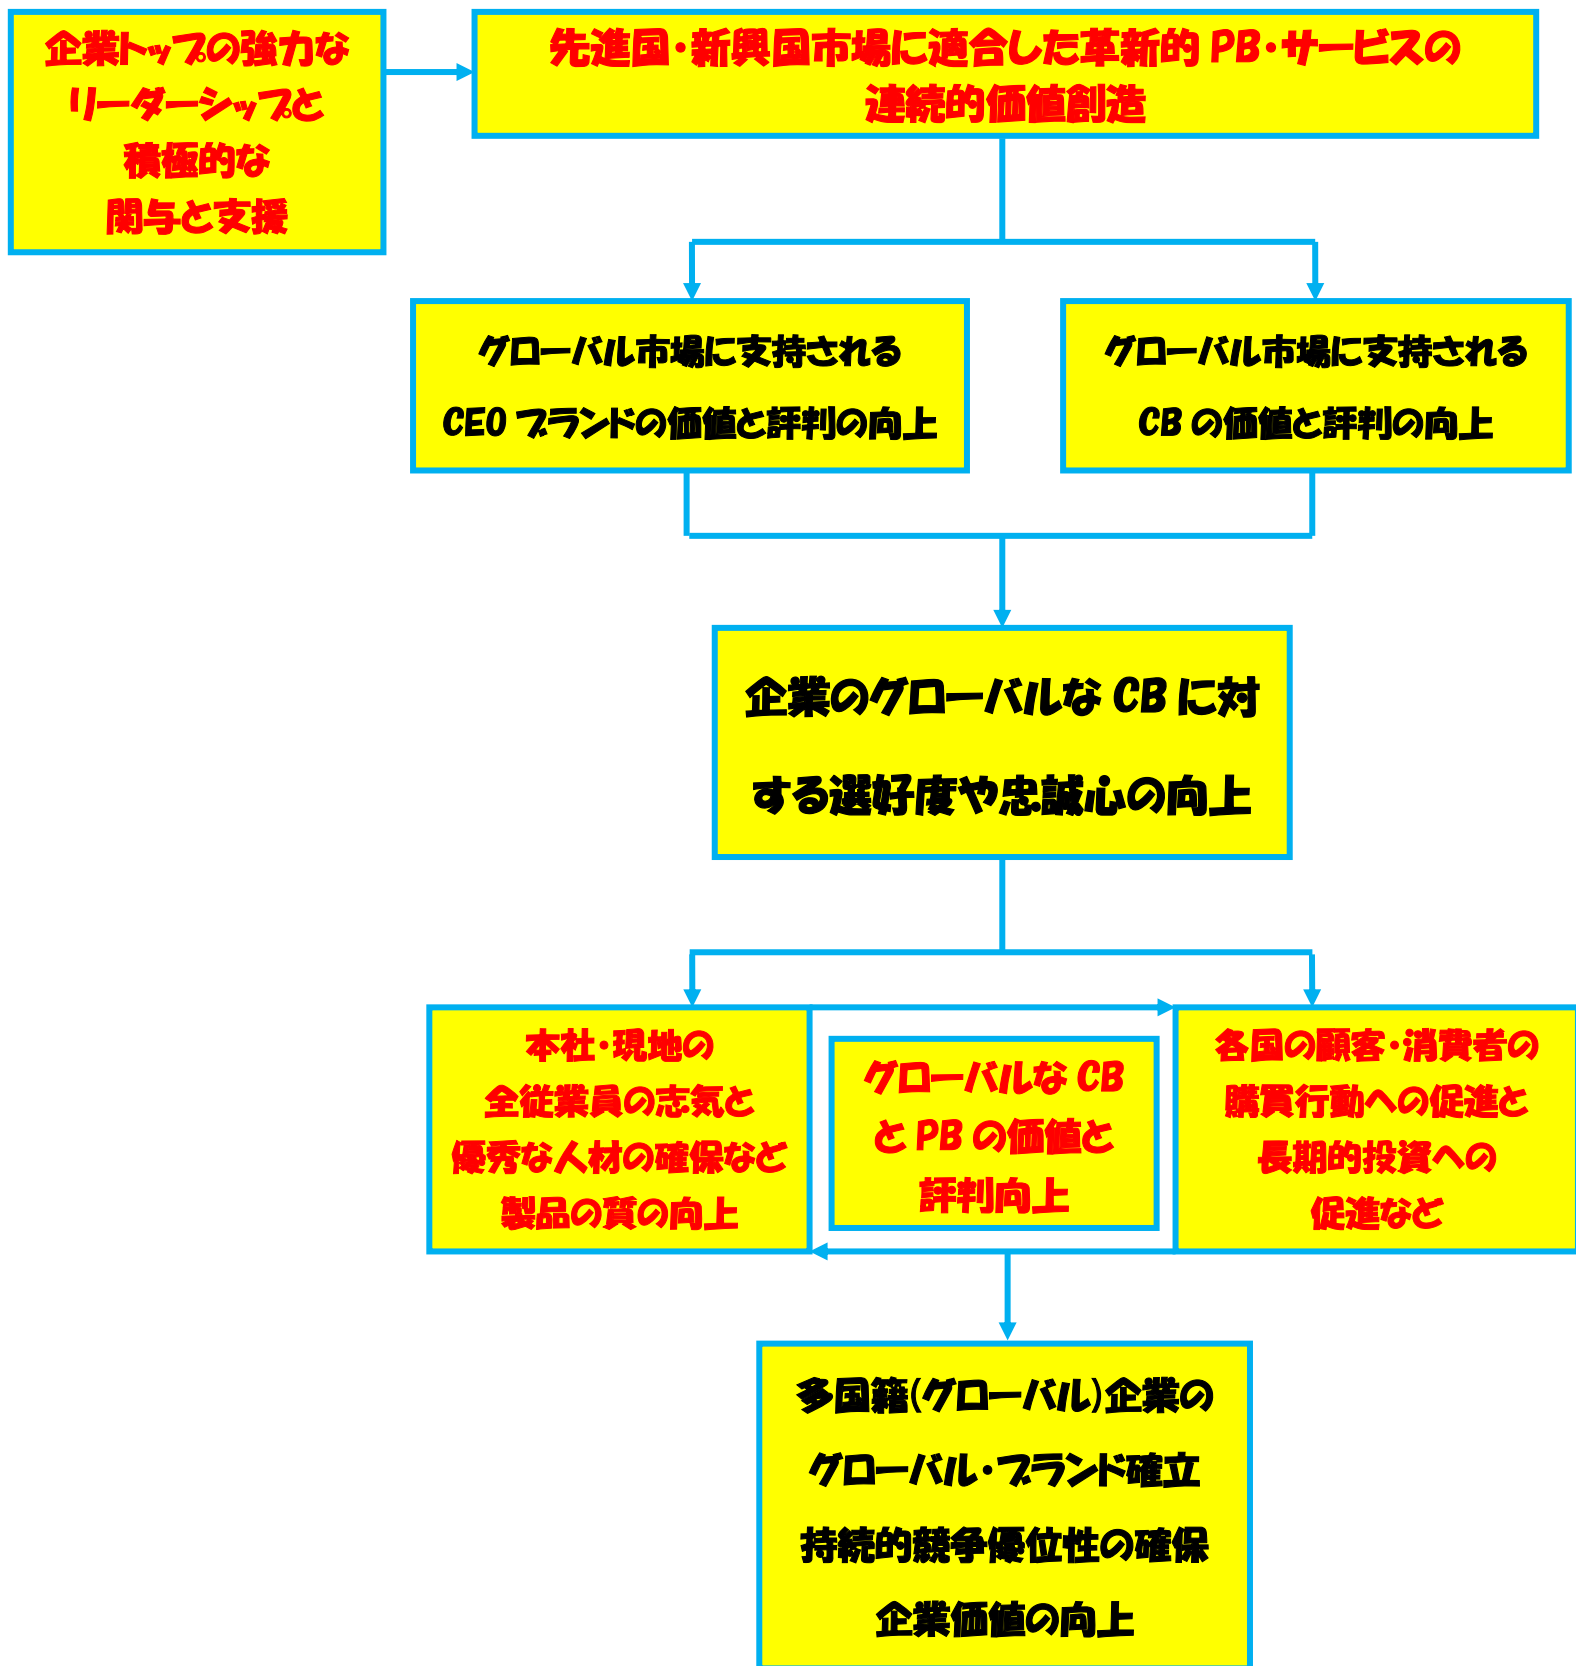 企業トップの強力な
リーダーシップと
積極的な
関与と支援
先進国・新興国市場に適合した革新的 PB・サービスの
連続的価値創造
グローバル市場に支持される
CEO ブランドの価値と評判の向上
グローバル市場に支持される
CB の価値と評判の向上
企業のグローバルな CB に対
する選好度や忠誠心の向上
本社・現地の
全従業員の志気と
優秀な人材の確保など
製品の質の向上
グローバルな CB
と PB の価値と
評判向上
各国の顧客・消費者の
購買行動への促進と
長期的投資への
促進など
多国籍(グローバル)企業の
グローバル・ブランド確立
持続的競争優位性の確保
企業価値の向上